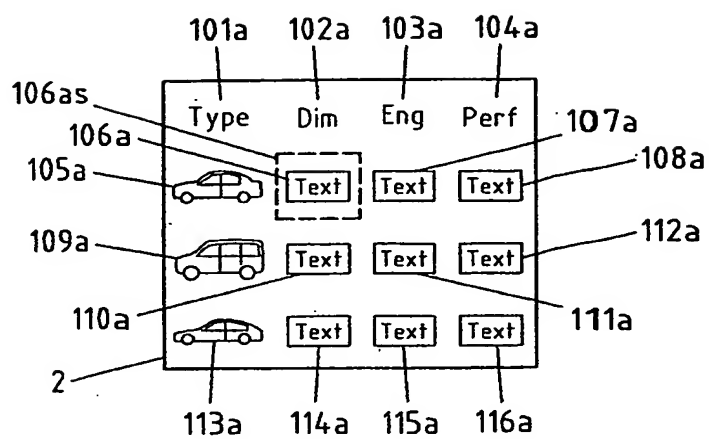 101a 102a 103a 104a
106as
Type Dim Eng Perf
106a 107a
105a Text Text Text 108a
109a 112a
Text Text Text
110a 111a
Text Text Text
2
113a 114a 115a 116a